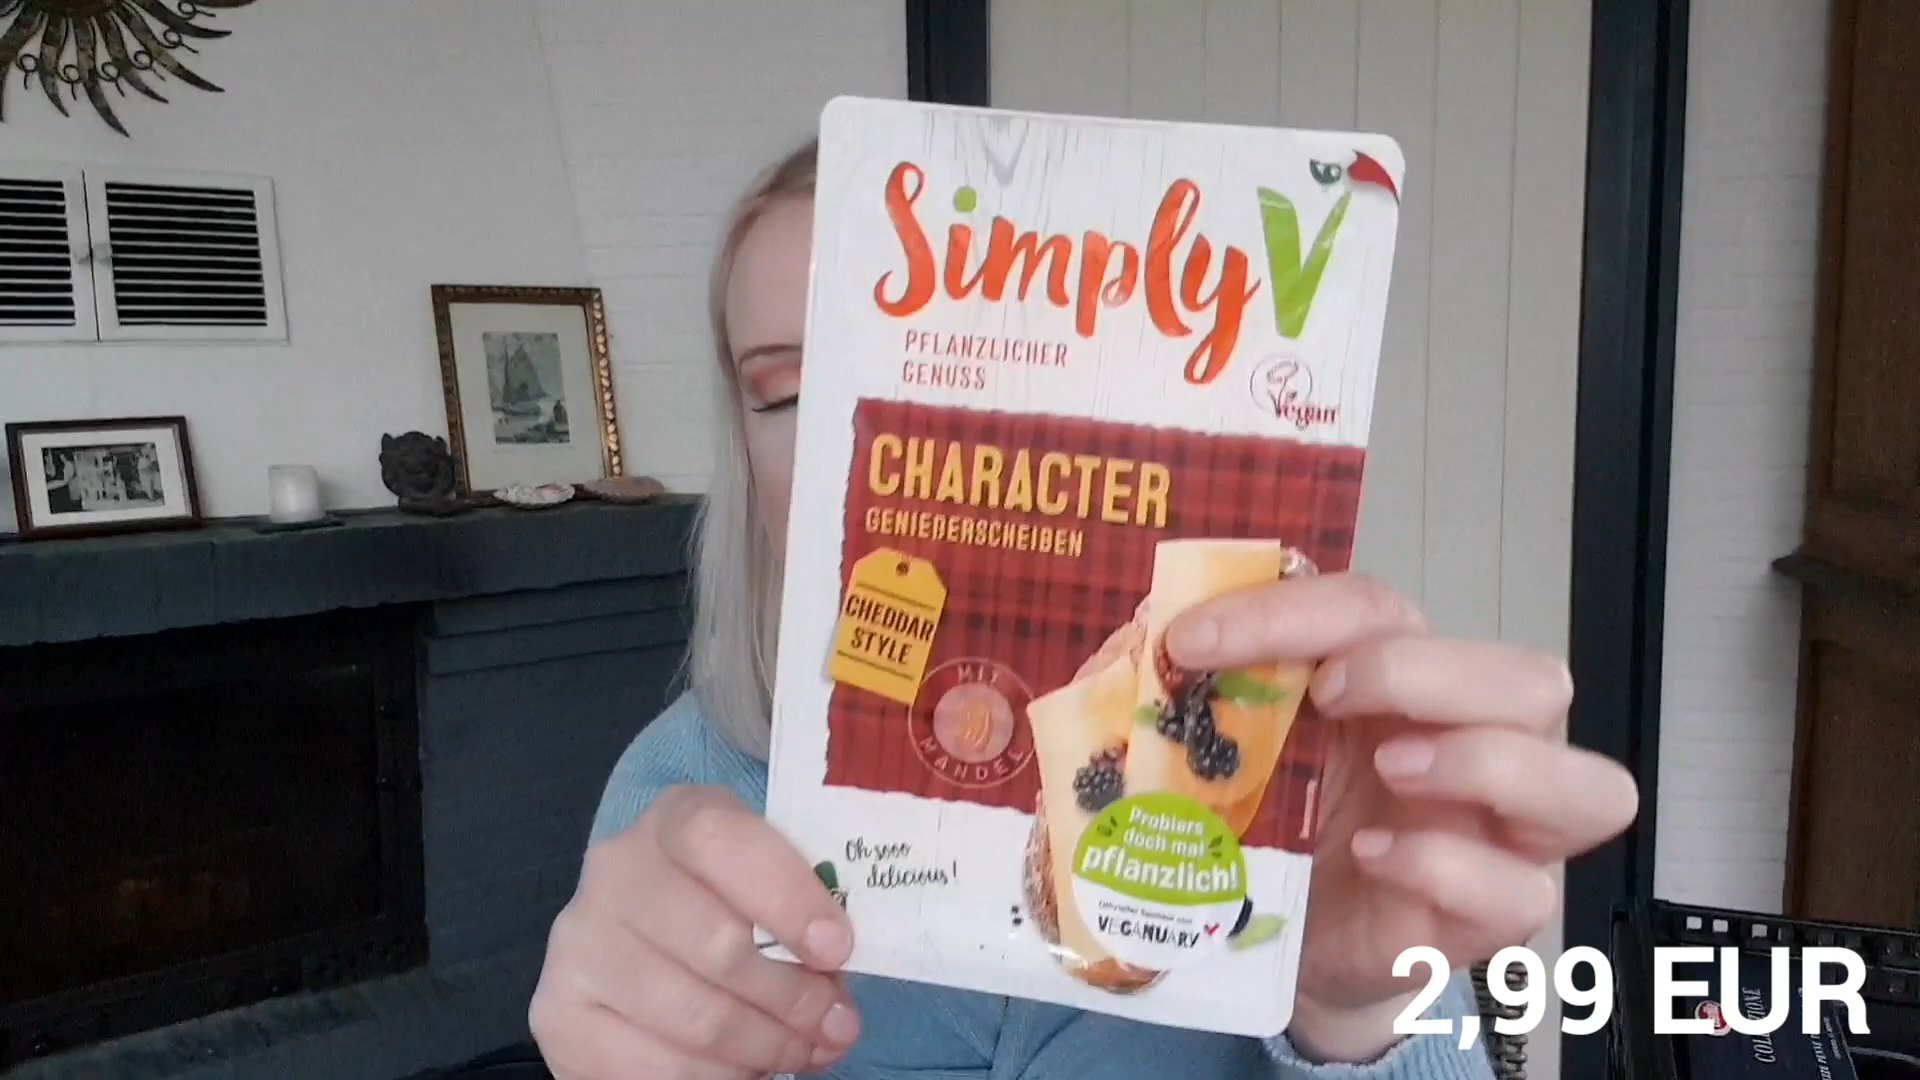 SimplyV
PFLANZLICHER
GENUSS
Vegan
CHARACTER
GENIEßERSCHEIBEN
CHEDDAR
STYLE
MIT
MANDEL
Oh sooo
delicious!
Probiers
doch mal
pflanzlich!
VEGANUARY
2,99 EUR